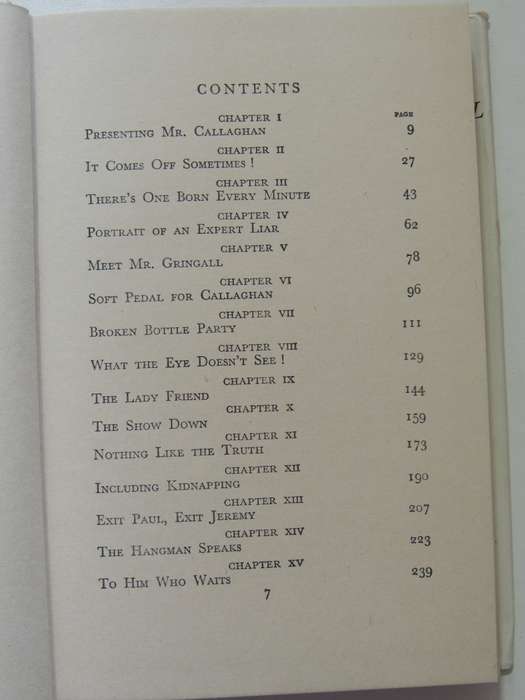 CONTENTS
CHAPTER I PAGE
PRESENTING MR. CALLAGHAN 9
CHAPTER II
IT COMES OFF SOMETIMES! 27
CHAPTER III
THERE'S ONE BORN EVERY MINUTE 43
CHAPTER IV
PORTRAIT OF AN EXPERT LIAR 62
CHAPTER V
MEET MR. GRINGALL 78
CHAPTER VI
SOFT PEDAL FOR CALLAGHAN 96
CHAPTER VII
BROKEN BOTTLE PARTY 111
CHAPTER VIII
WHAT THE EYE DOESN'T SEE! 129
CHAPTER IX
THE LADY FRIEND 144
CHAPTER X
THE SHOW DOWN 159
CHAPTER XI
NOTHING LIKE THE TRUTH 173
CHAPTER XII
INCLUDING KIDNAPPING 190
CHAPTER XIII
EXIT PAUL, EXIT JEREMY 207
CHAPTER XIV
THE HANGMAN SPEAKS 223
CHAPTER XV
TO HIM WHO WAITS 239
7